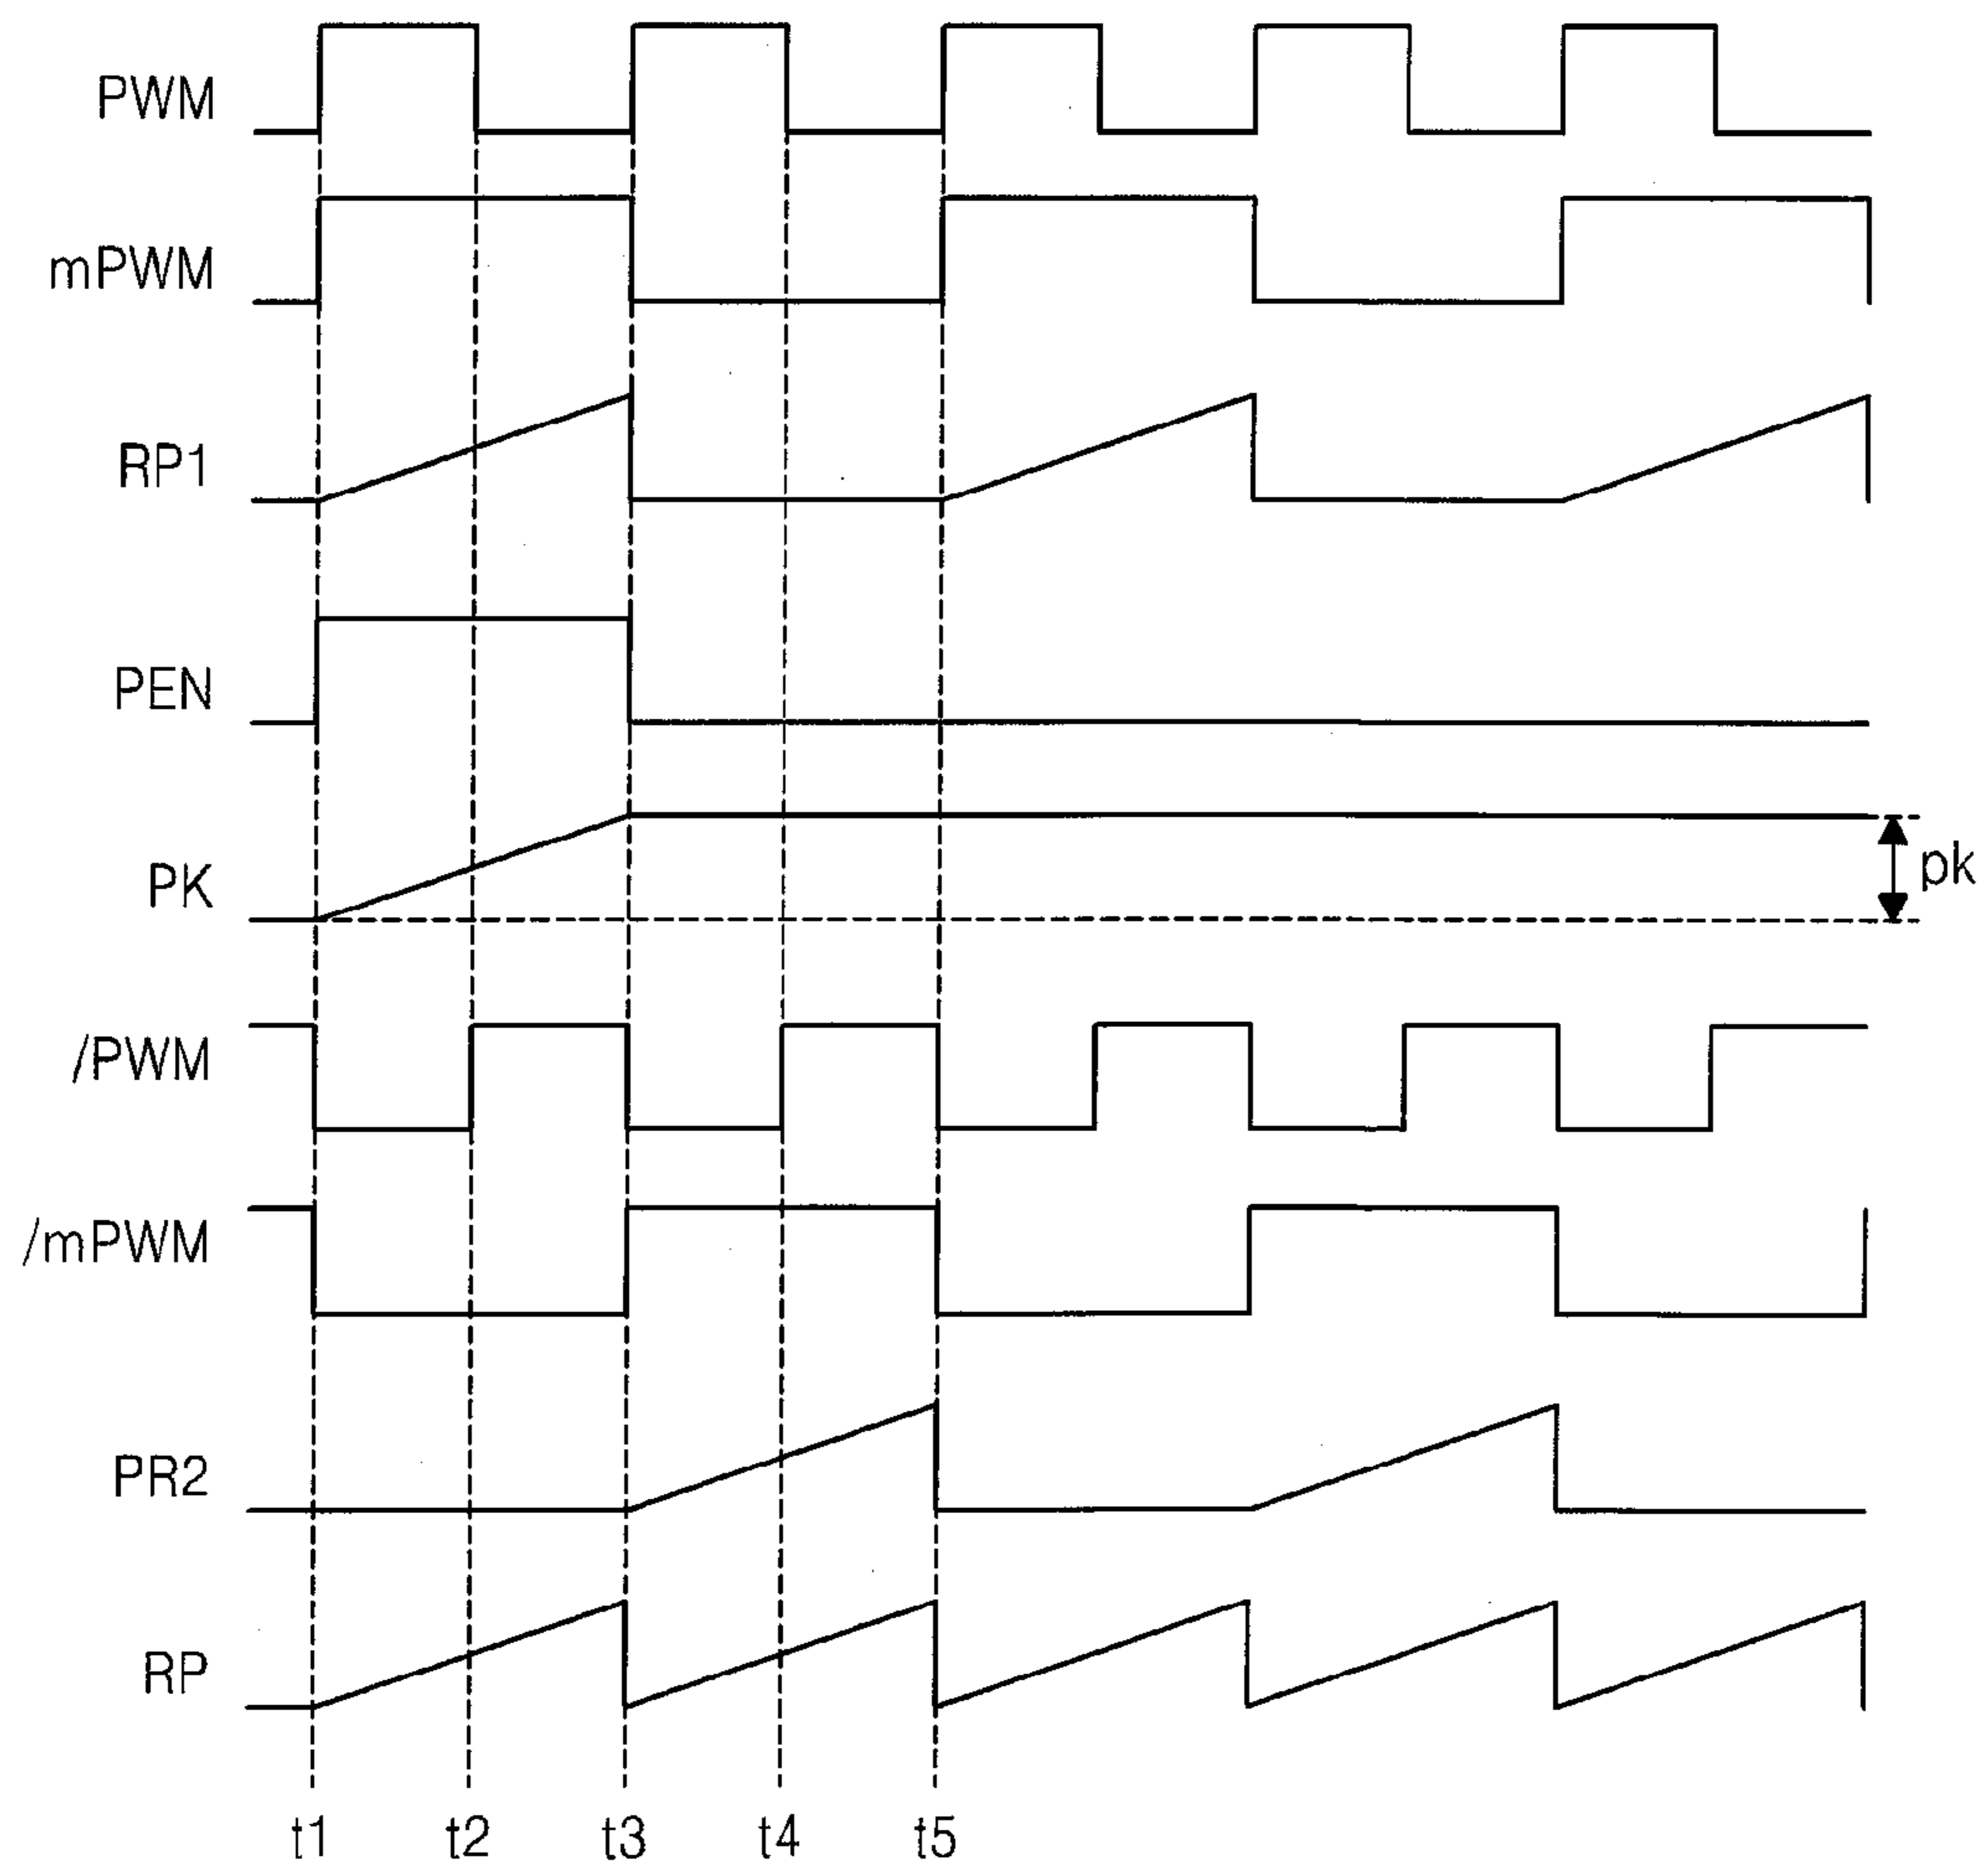 PWM
mPWM
RP1
PEN
PK
pk
/PWM
/mPWM
PR2
RP
t1 t2 t3 t4 t5